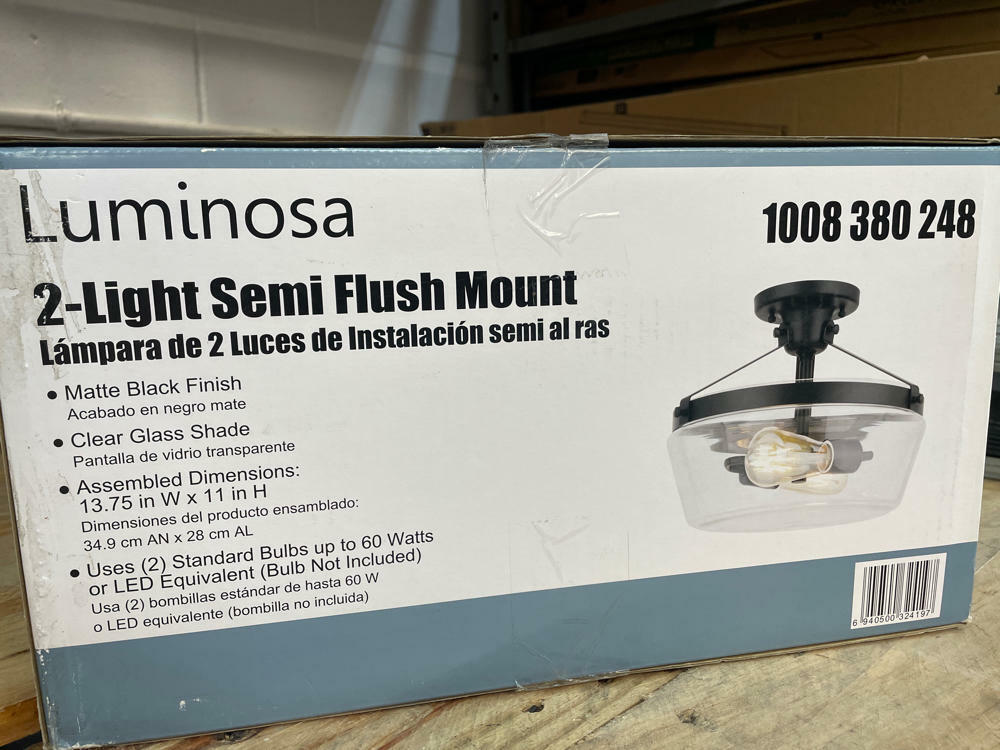 Luminosa
1008 380 248
2-Light Semi Flush Mount
Lámpara de 2 Luces de Instalación semi al ras
• Matte Black Finish
Acabado en negro mate
• Clear Glass Shade
Pantalla de vidrio transparente
• Assembled Dimensions:
13.75 in W x 11 in H
Dimensiones del producto ensamblado:
34.9 cm AN x 28 cm AL
• Uses (2) Standard Bulbs up to 60 Watts
or LED Equivalent (Bulb Not Included)
Usa (2) bombillas estándar de hasta 60 W
o LED equivalente (bombilla no incluida)
6 940500 324197